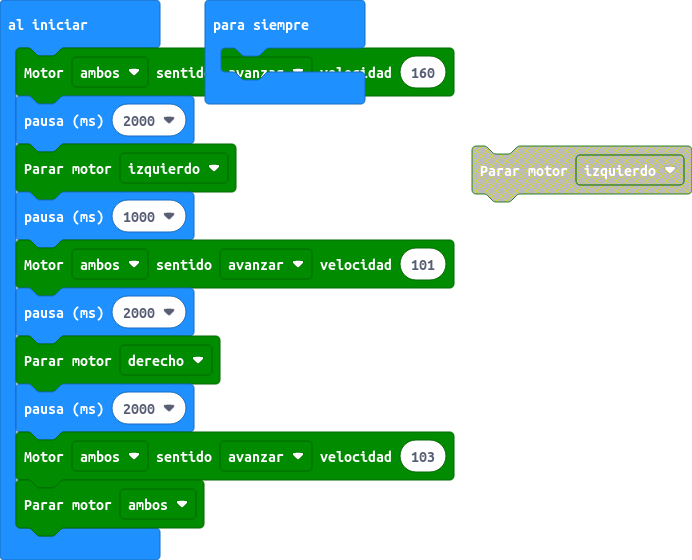 al iniciar
para siempre
Motor ambos sentido avanzar velocidad 160
pausa (ms) 2000
Parar motor izquierdo
Parar motor izquierdo
pausa (ms) 1000
Motor ambos sentido avanzar velocidad 101
pausa (ms) 2000
Parar motor derecho
pausa (ms) 2000
Motor ambos sentido avanzar velocidad 103
Parar motor ambos